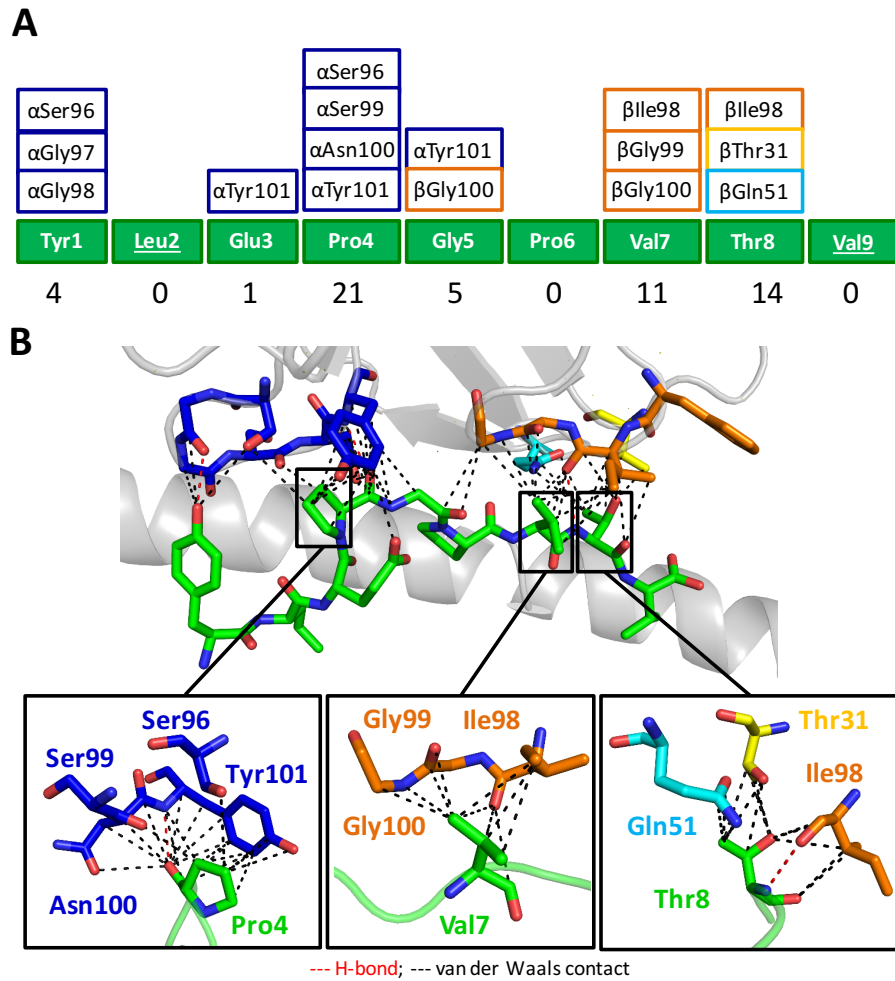 A
αSer96
αSer96 αSer99 βIle98 βIle98
αGly97 αAsn100 αTyr101 βGly99 βThr31
αGly98 αTyr101 αTyr101 βGly100 βGly100 βGln51
Tyr1 Leu2 Glu3 Pro4 Gly5 Pro6 Val7 Thr8 Val9
4 0 1 21 5 0 11 14 0
B
Ser96
Ser99
Tyr101
Asn100
Pro4
Gly99 Ile98
Gly100
Val7
Thr31
Ile98
Gln51
Thr8
--- H-bond; --- van der Waals contact